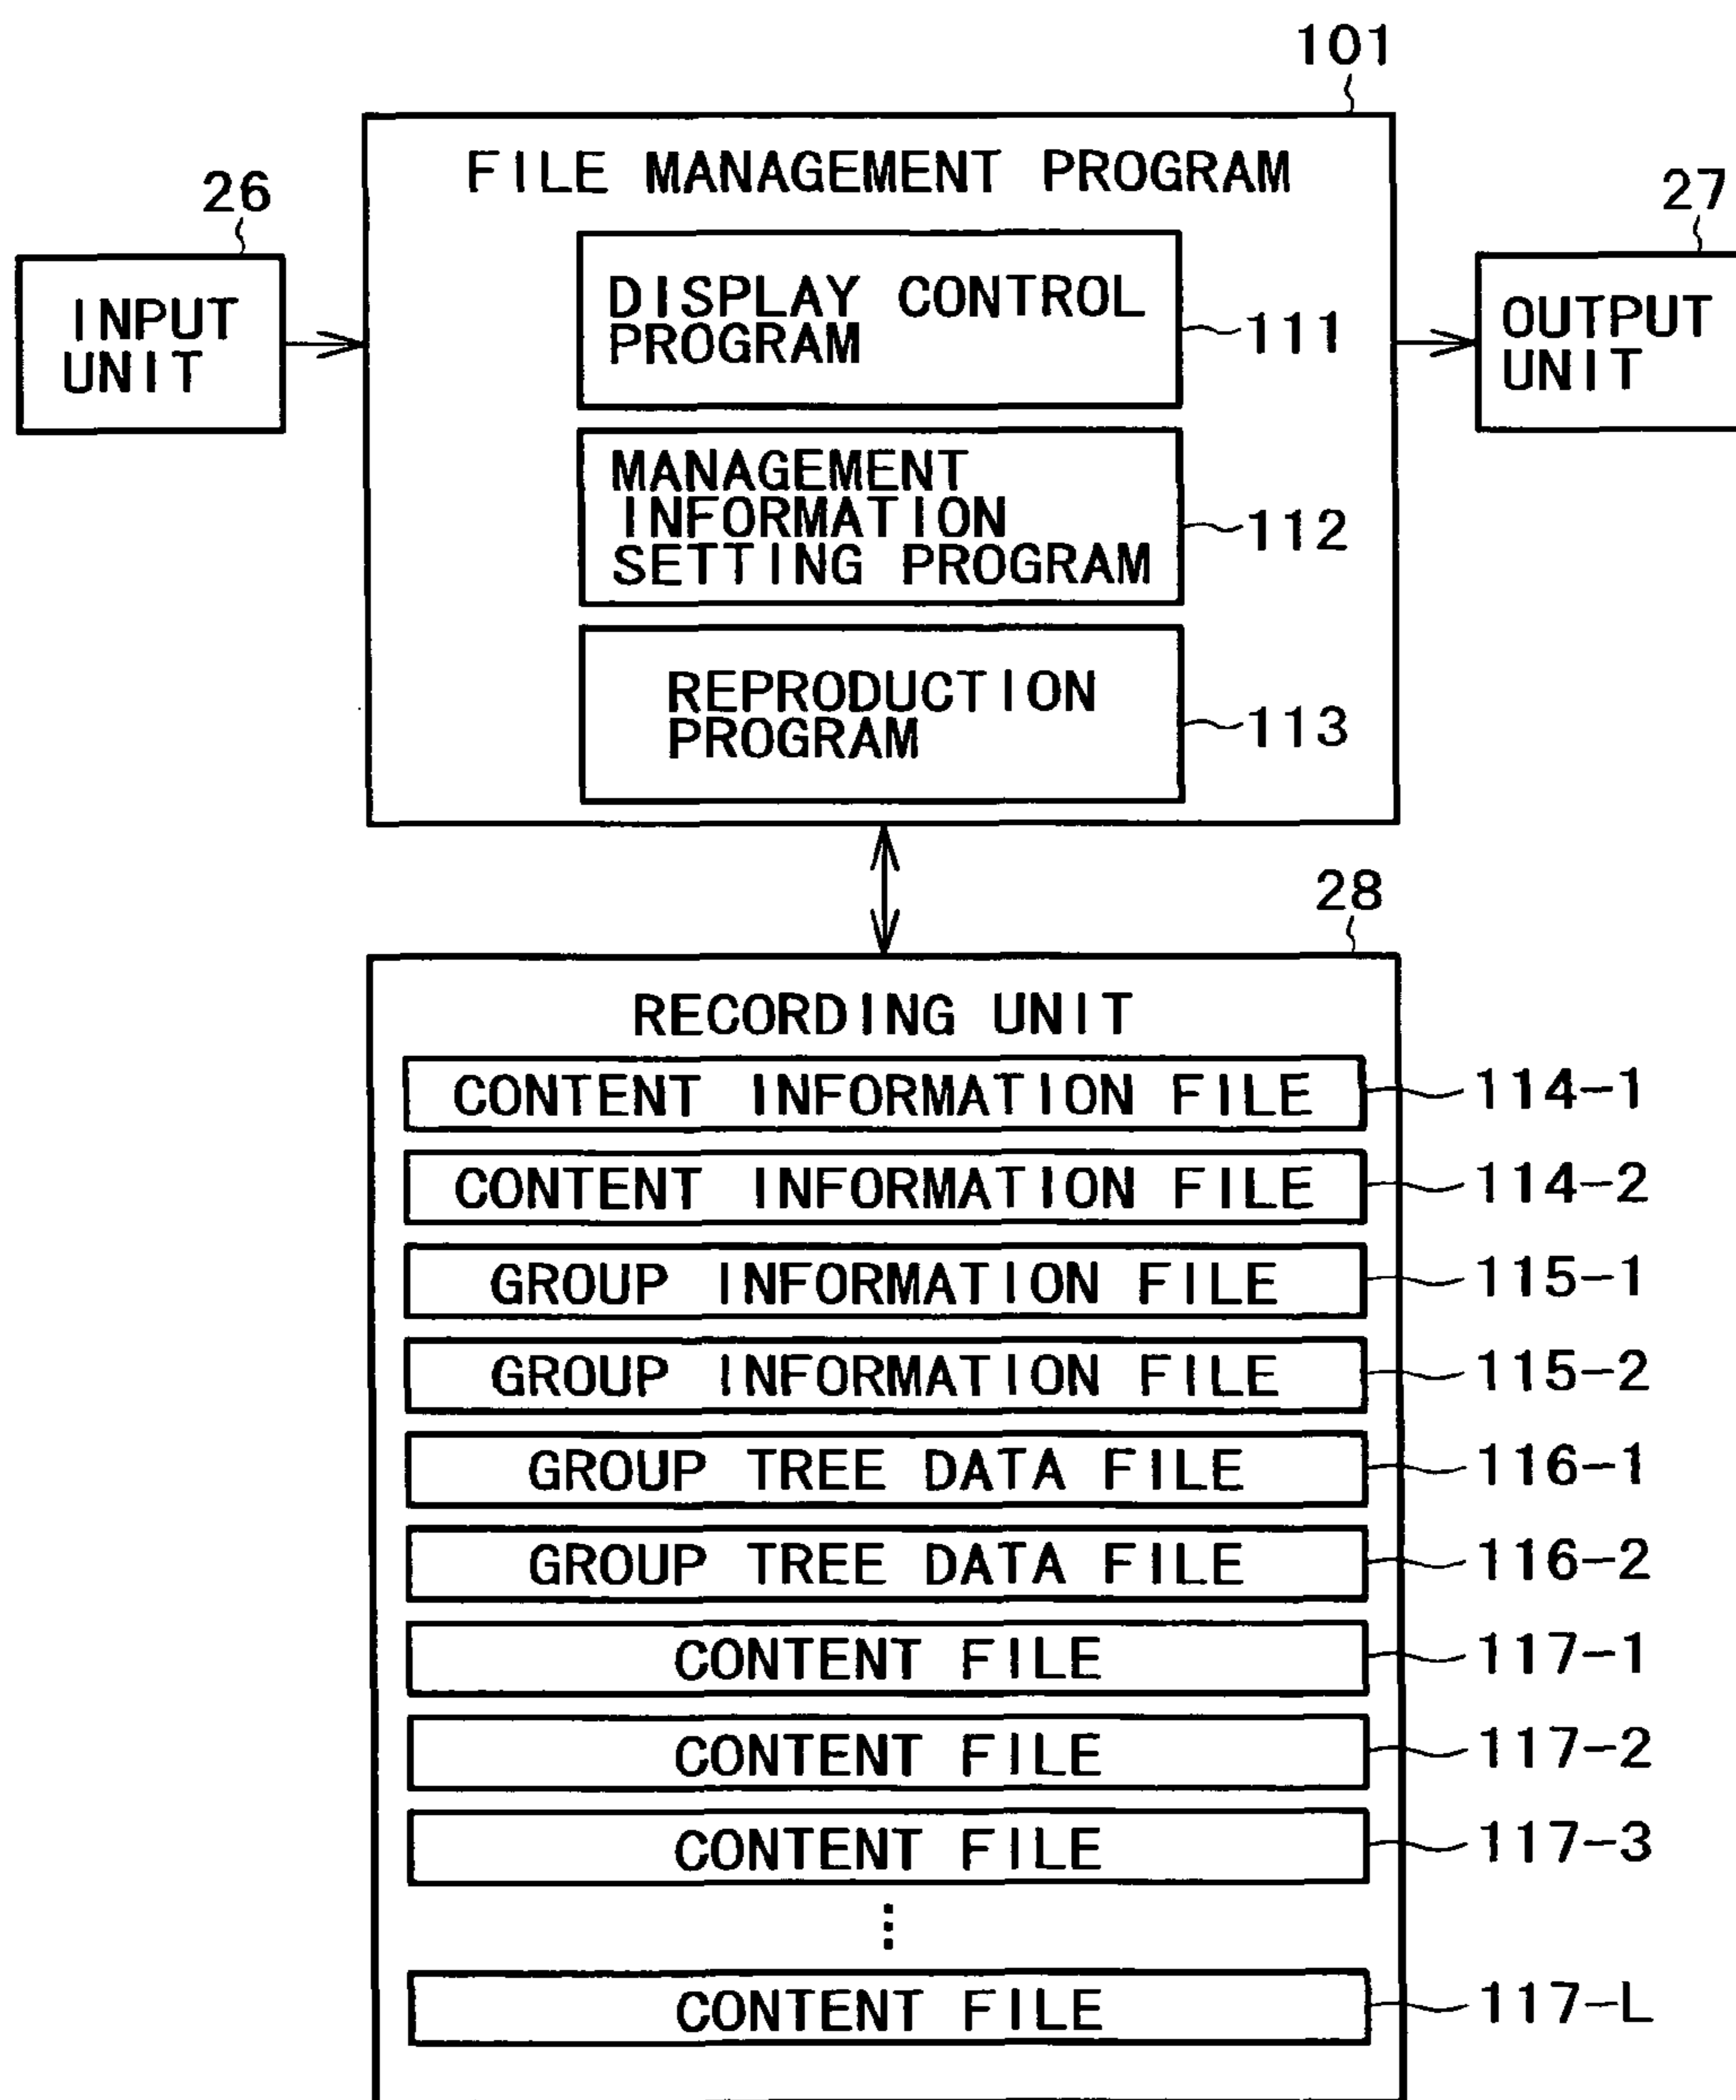 101
FILE MANAGEMENT PROGRAM
26
27
INPUT
UNIT
DISPLAY CONTROL
PROGRAM
111
OUTPUT
UNIT
MANAGEMENT
INFORMATION
SETTING PROGRAM
112
REPRODUCTION
PROGRAM
113
28
RECORDING UNIT
CONTENT INFORMATION FILE
114-1
CONTENT INFORMATION FILE
114-2
GROUP INFORMATION FILE
115-1
GROUP INFORMATION FILE
115-2
GROUP TREE DATA FILE
116-1
GROUP TREE DATA FILE
116-2
CONTENT FILE
117-1
CONTENT FILE
117-2
CONTENT FILE
117-3
⋮
CONTENT FILE
117-L